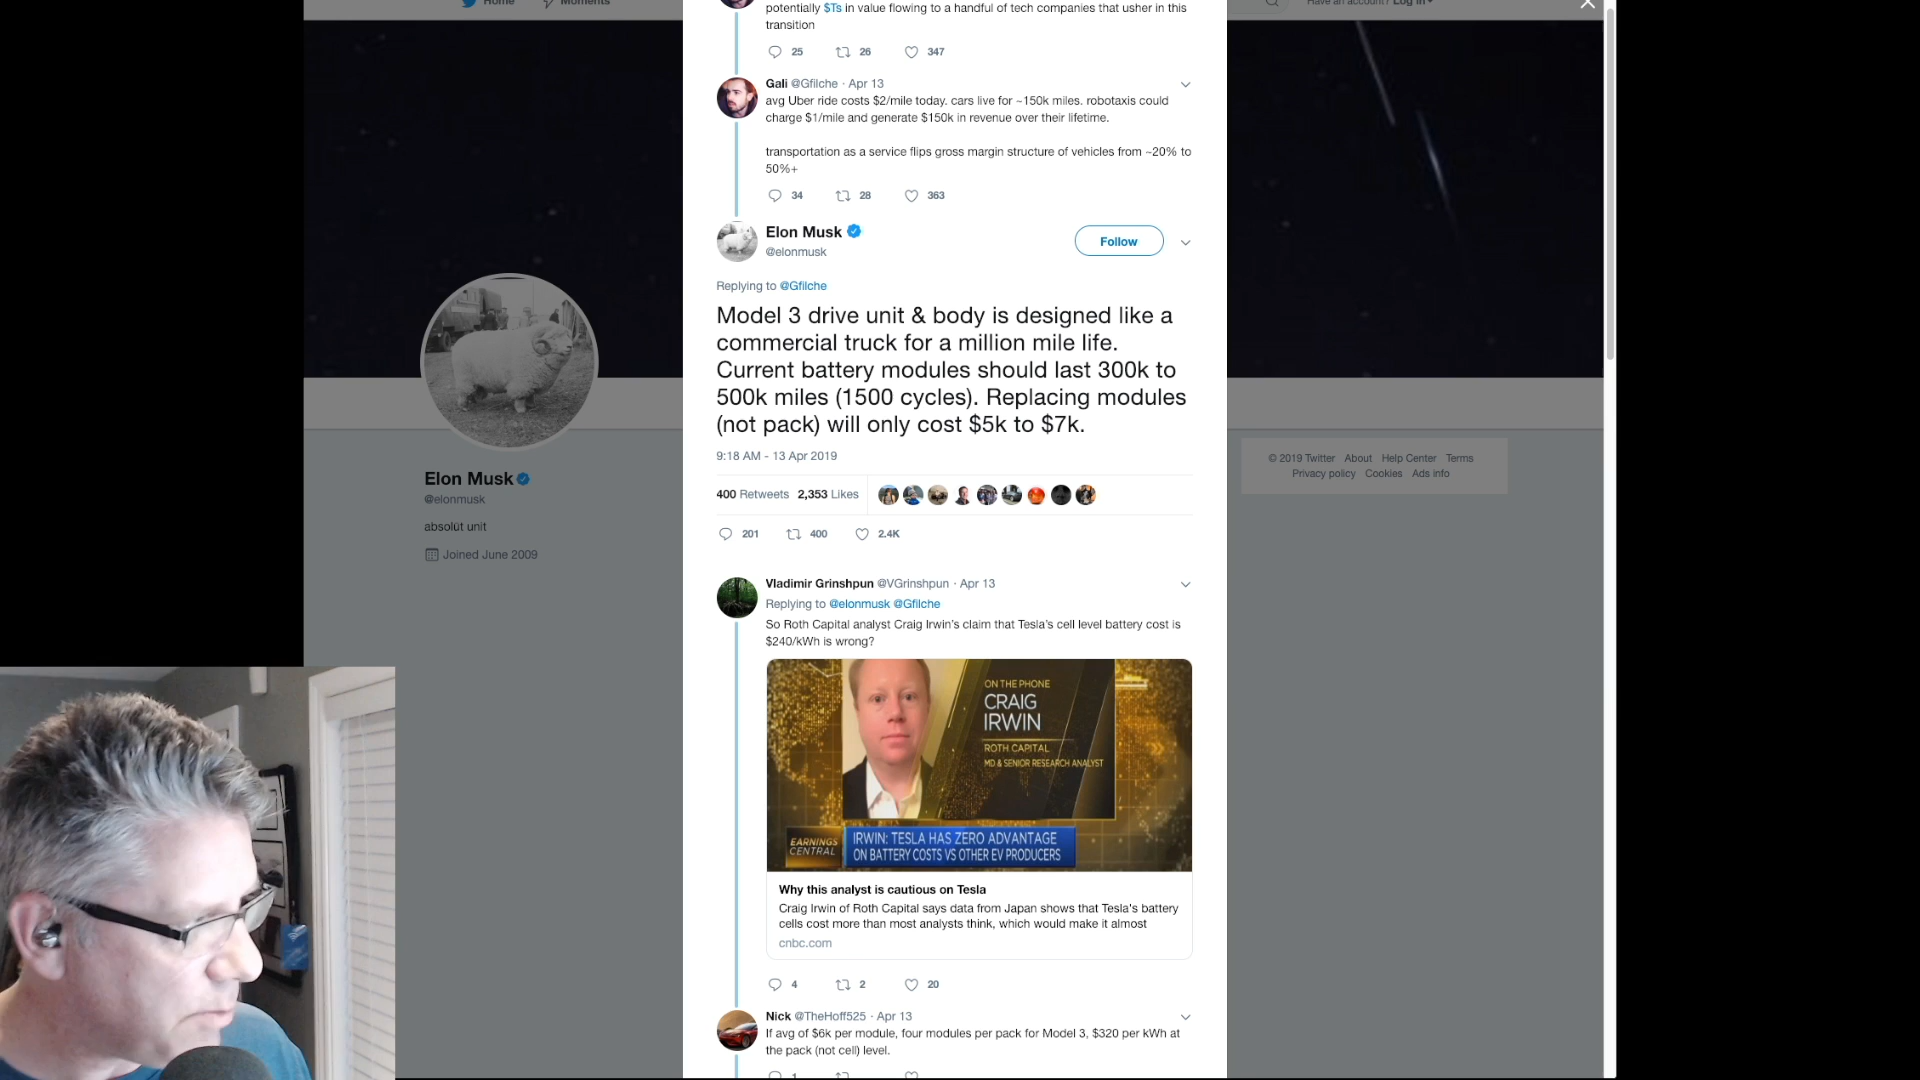 Home
Moments
Have an account? Log in
potentially $Ts in value flowing to a handful of tech companies that usher in this
transition
25 26 347
Gali @Gfilche · Apr 13
avg Uber ride costs $2/mile today. cars live for ~150k miles. robotaxis could
charge $1/mile and generate $150k in revenue over their lifetime.
transportation as a service flips gross margin structure of vehicles from ~20% to
50%+
34 28 363
Elon Musk
@elonmusk
Follow
Replying to @Gfilche
Model 3 drive unit & body is designed like a
commercial truck for a million mile life.
Current battery modules should last 300k to
500k miles (1500 cycles). Replacing modules
(not pack) will only cost $5k to $7k.
9:18 AM - 13 Apr 2019
400 Retweets 2,353 Likes
201 400 2.4K
Elon Musk
@elonmusk
absolút unit
Joined June 2009
© 2019 Twitter About Help Center Terms
Privacy policy Cookies Ads info
Vladimir Grinshpun @VGrinshpun · Apr 13
Replying to @elonmusk @Gfilche
So Roth Capital analyst Craig Irwin's claim that Tesla's cell level battery cost is
$240/kWh is wrong?
ON THE PHONE
CRAIG
IRWIN
ROTH CAPITAL
MD & SENIOR RESEARCH ANALYST
EARNINGS
CENTRAL
IRWIN: TESLA HAS ZERO ADVANTAGE
ON BATTERY COSTS VS OTHER EV PRODUCERS
Why this analyst is cautious on Tesla
Craig Irwin of Roth Capital says data from Japan shows that Tesla's battery
cells cost more than most analysts think, which would make it almost
cnbc.com
4 2 20
Nick @TheHoff525 · Apr 13
If avg of $6k per module, four modules per pack for Model 3, $320 per kWh at
the pack (not cell) level.
1